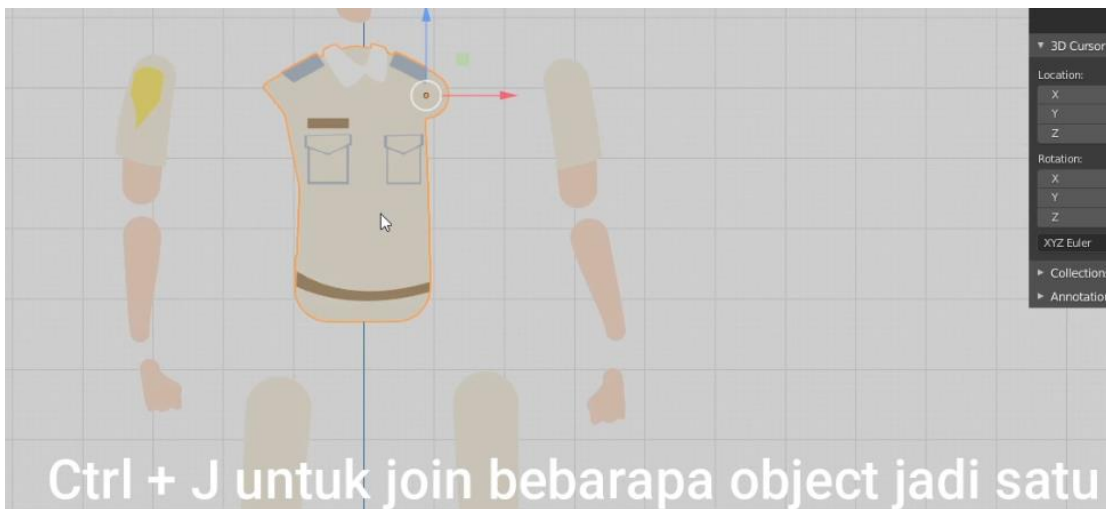 ▼ 3D Cursor
Location:
X
Y
Z
Rotation:
X
Y
Z
XYZ Euler
▶ Collection
▶ Annotation
Ctrl + J untuk join bebarapa object jadi satu